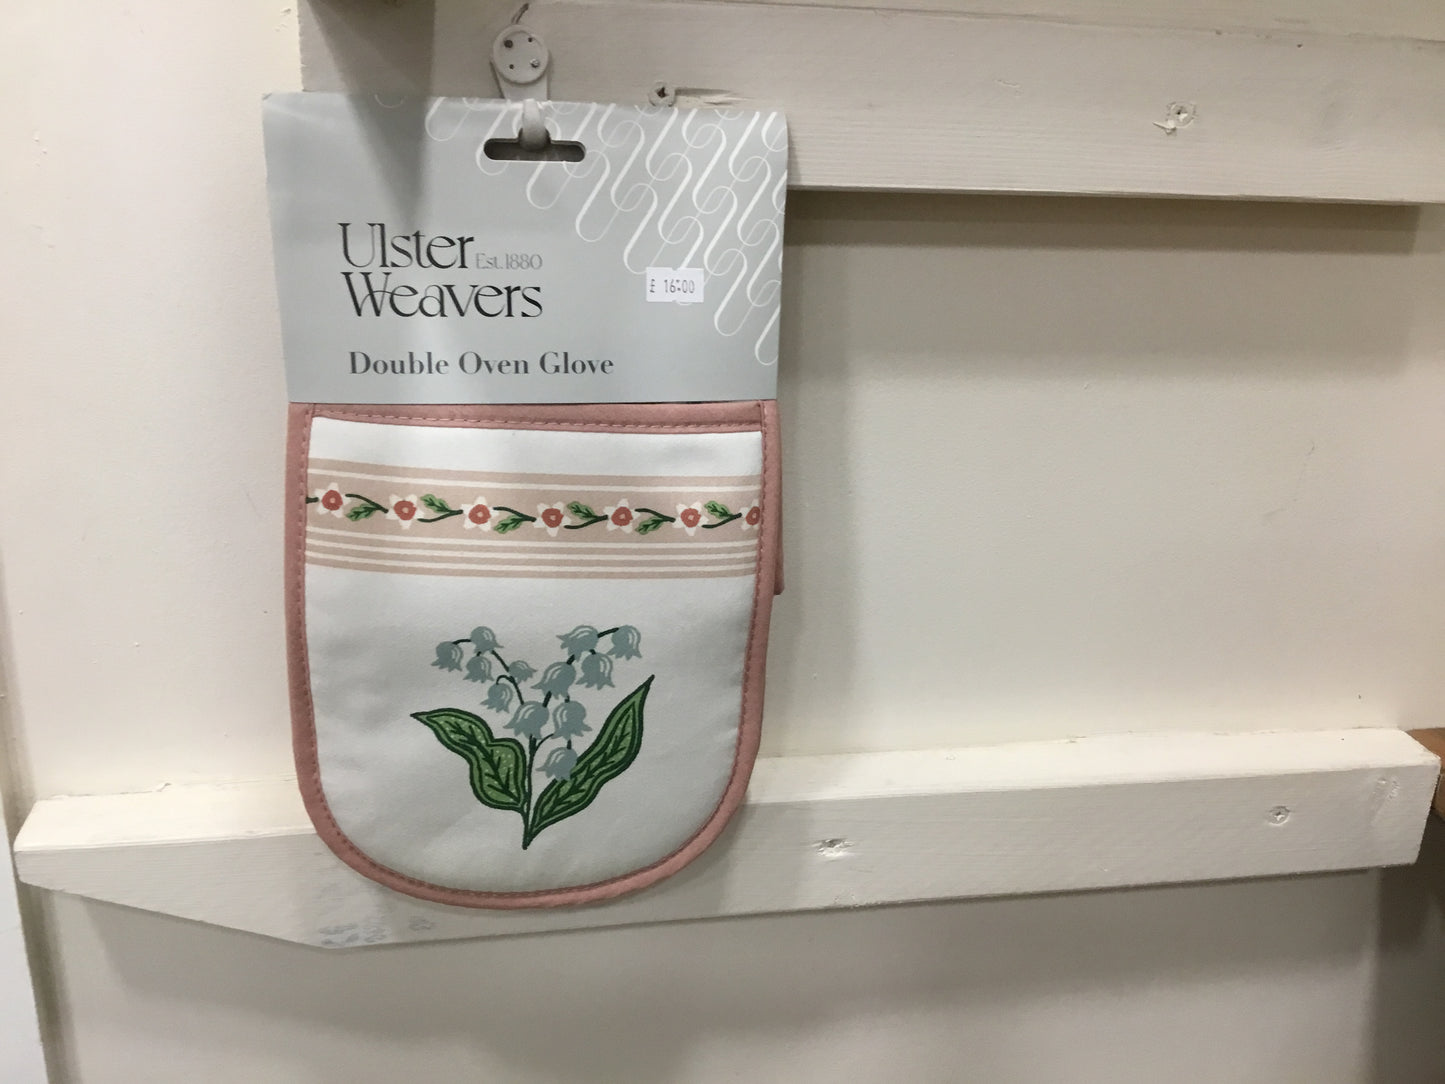 Ulster Est.1880
Weavers
£ 16.00
Double Oven Glove